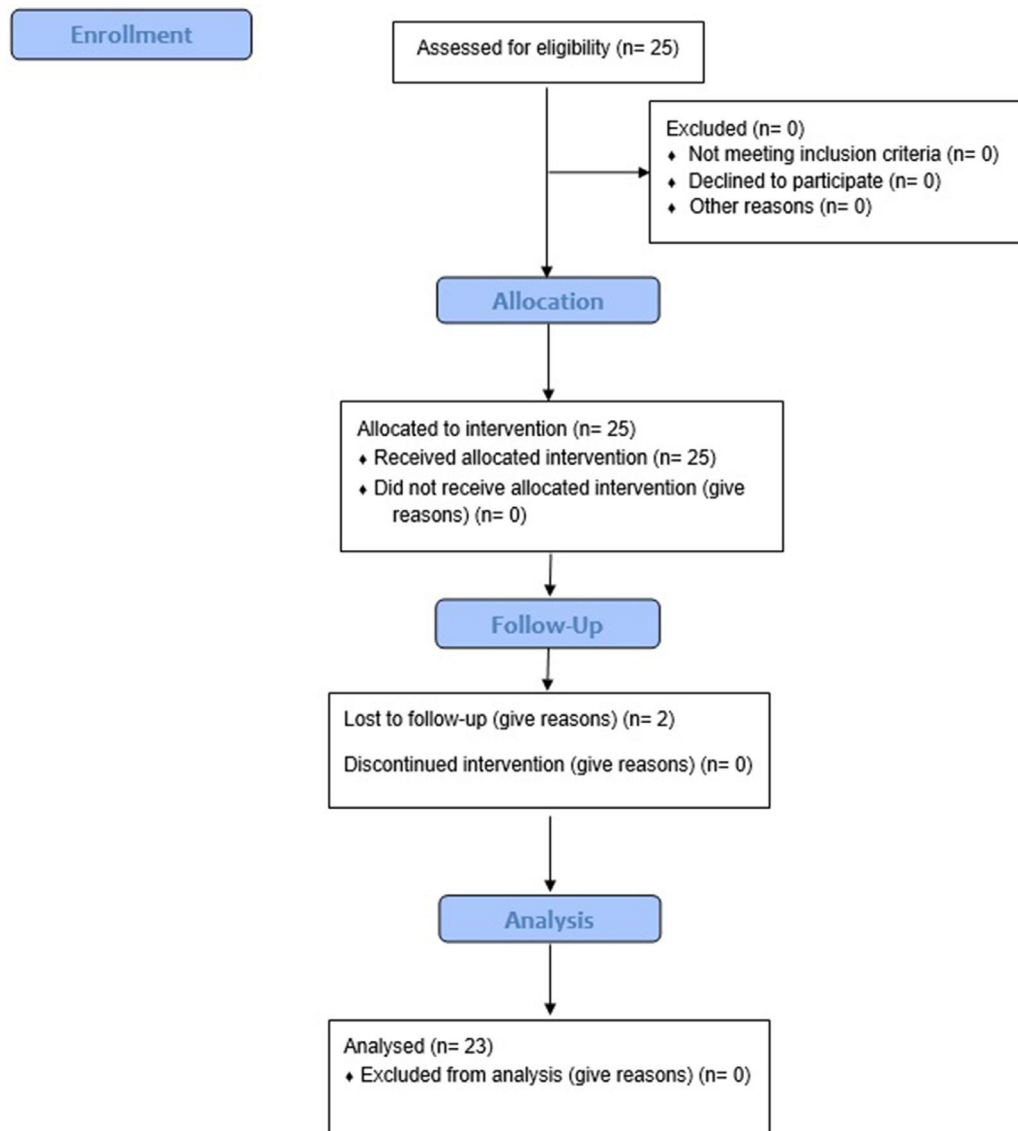 Enrollment
Assessed for eligibility (n= 25)
Excluded (n= 0)
♦ Not meeting inclusion criteria (n= 0)
♦ Declined to participate (n= 0)
♦ Other reasons (n= 0)
Allocation
Allocated to intervention (n= 25)
♦ Received allocated intervention (n= 25)
♦ Did not receive allocated intervention (give
reasons) (n= 0)
Follow-Up
Lost to follow-up (give reasons) (n= 2)
Discontinued intervention (give reasons) (n= 0)
Analysis
Analysed (n= 23)
♦ Excluded from analysis (give reasons) (n= 0)